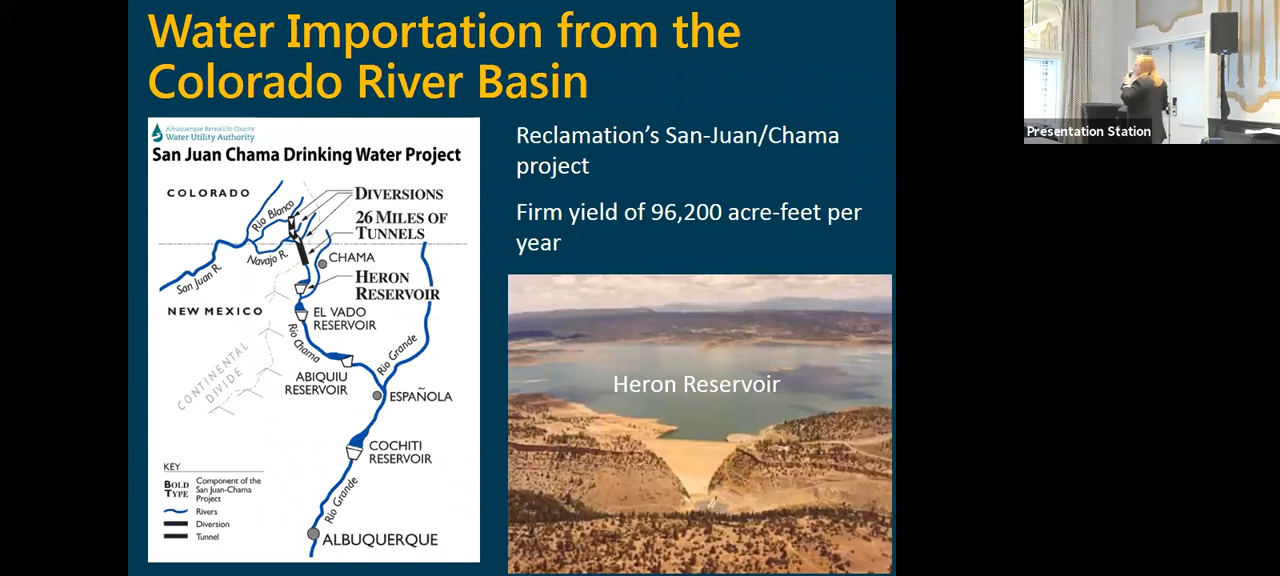 Water Importation from the
Colorado River Basin
Albuquerque Bernalillo County
Water Utility Authority
San Juan Chama Drinking Water Project
COLORADO
DIVERSIONS
26 MILES OF
TUNNELS
Rio Blanco
Navajo R.
San Juan R.
CHAMA
HERON
RESERVOIR
NEW MEXICO
EL VADO
RESERVOIR
Rio Chama
Rio Grande
CONTINENTAL
DIVIDE
ABIQUIU
RESERVOIR
ESPAÑOLA
COCHITI
RESERVOIR
Rio Grande
ALBUQUERQUE
KEY
BOLD
TYPE
Component of the
San Juan-Chama
Project
Rivers
Diversion
Tunnel
Reclamation’s San-Juan/Chama
project
Firm yield of 96,200 acre-feet per
year
Heron Reservoir
Presentation Station